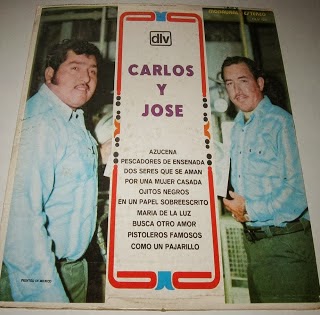 dlv
CARLOS
Y
JOSE
AZUCENA
PESCADORES DE ENSENADA
DOS SERES QUE SE AMAN
POR UNA MUJER CASADA
OJITOS NEGROS
EN UN PAPEL SOBREESCRITO
MARIA DE LA LUZ
BUSCA OTRO AMOR
PISTOLEROS FAMOSOS
COMO UN PAJARILLO